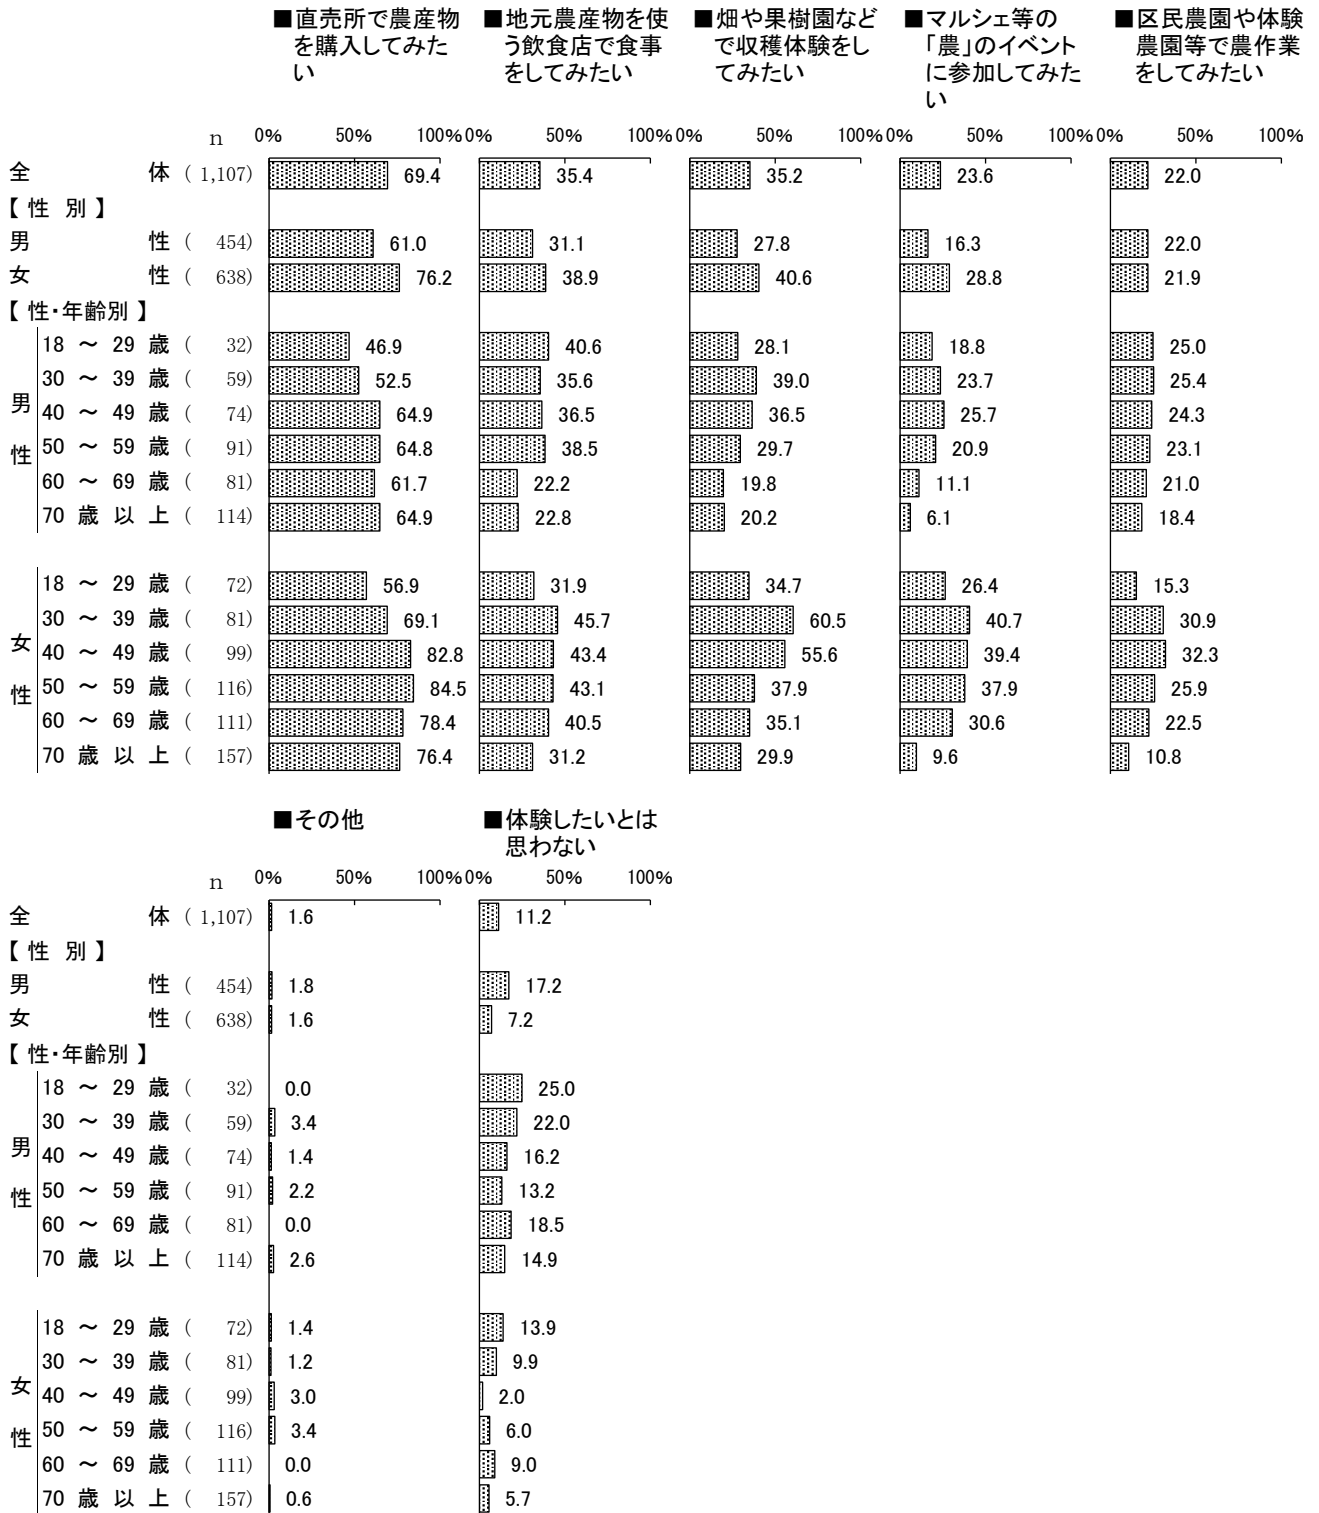 ■直売所で農産物
を購入してみた
い
■地元農産物を使
う飲食店で食事
をしてみたい
■畑や果樹園など
で収穫体験をし
てみたい
■マルシェ等の
「農」のイベント
に参加してみた
い
■区民農園や体験
農園等で農作業
をしてみたい
n 0% 50% 100% 0% 50% 100% 0% 50% 100% 0% 50% 100% 0% 50% 100%
全体 ( 1,107) 69.4 35.4 35.2 23.6 22.0
【 性 別 】
男性 ( 454) 61.0 31.1 27.8 16.3 22.0
女性 ( 638) 76.2 38.9 40.6 28.8 21.9
【 性・年齢別 】
男性
18 ～ 29 歳 ( 32) 46.9 40.6 28.1 18.8 25.0
30 ～ 39 歳 ( 59) 52.5 35.6 39.0 23.7 25.4
40 ～ 49 歳 ( 74) 64.9 36.5 36.5 25.7 24.3
50 ～ 59 歳 ( 91) 64.8 38.5 29.7 20.9 23.1
60 ～ 69 歳 ( 81) 61.7 22.2 19.8 11.1 21.0
70 歳 以 上 ( 114) 64.9 22.8 20.2 6.1 18.4
女性
18 ～ 29 歳 ( 72) 56.9 31.9 34.7 26.4 15.3
30 ～ 39 歳 ( 81) 69.1 45.7 60.5 40.7 30.9
40 ～ 49 歳 ( 99) 82.8 43.4 55.6 39.4 32.3
50 ～ 59 歳 ( 116) 84.5 43.1 37.9 37.9 25.9
60 ～ 69 歳 ( 111) 78.4 40.5 35.1 30.6 22.5
70 歳 以 上 ( 157) 76.4 31.2 29.9 9.6 10.8
■その他
■体験したいとは
思わない
n 0% 50% 100% 0% 50% 100%
全体 ( 1,107) 1.6 11.2
【 性 別 】
男性 ( 454) 1.8 17.2
女性 ( 638) 1.6 7.2
【 性・年齢別 】
男性
18 ～ 29 歳 ( 32) 0.0 25.0
30 ～ 39 歳 ( 59) 3.4 22.0
40 ～ 49 歳 ( 74) 1.4 16.2
50 ～ 59 歳 ( 91) 2.2 13.2
60 ～ 69 歳 ( 81) 0.0 18.5
70 歳 以 上 ( 114) 2.6 14.9
女性
18 ～ 29 歳 ( 72) 1.4 13.9
30 ～ 39 歳 ( 81) 1.2 9.9
40 ～ 49 歳 ( 99) 3.0 2.0
50 ～ 59 歳 ( 116) 3.4 6.0
60 ～ 69 歳 ( 111) 0.0 9.0
70 歳 以 上 ( 157) 0.6 5.7